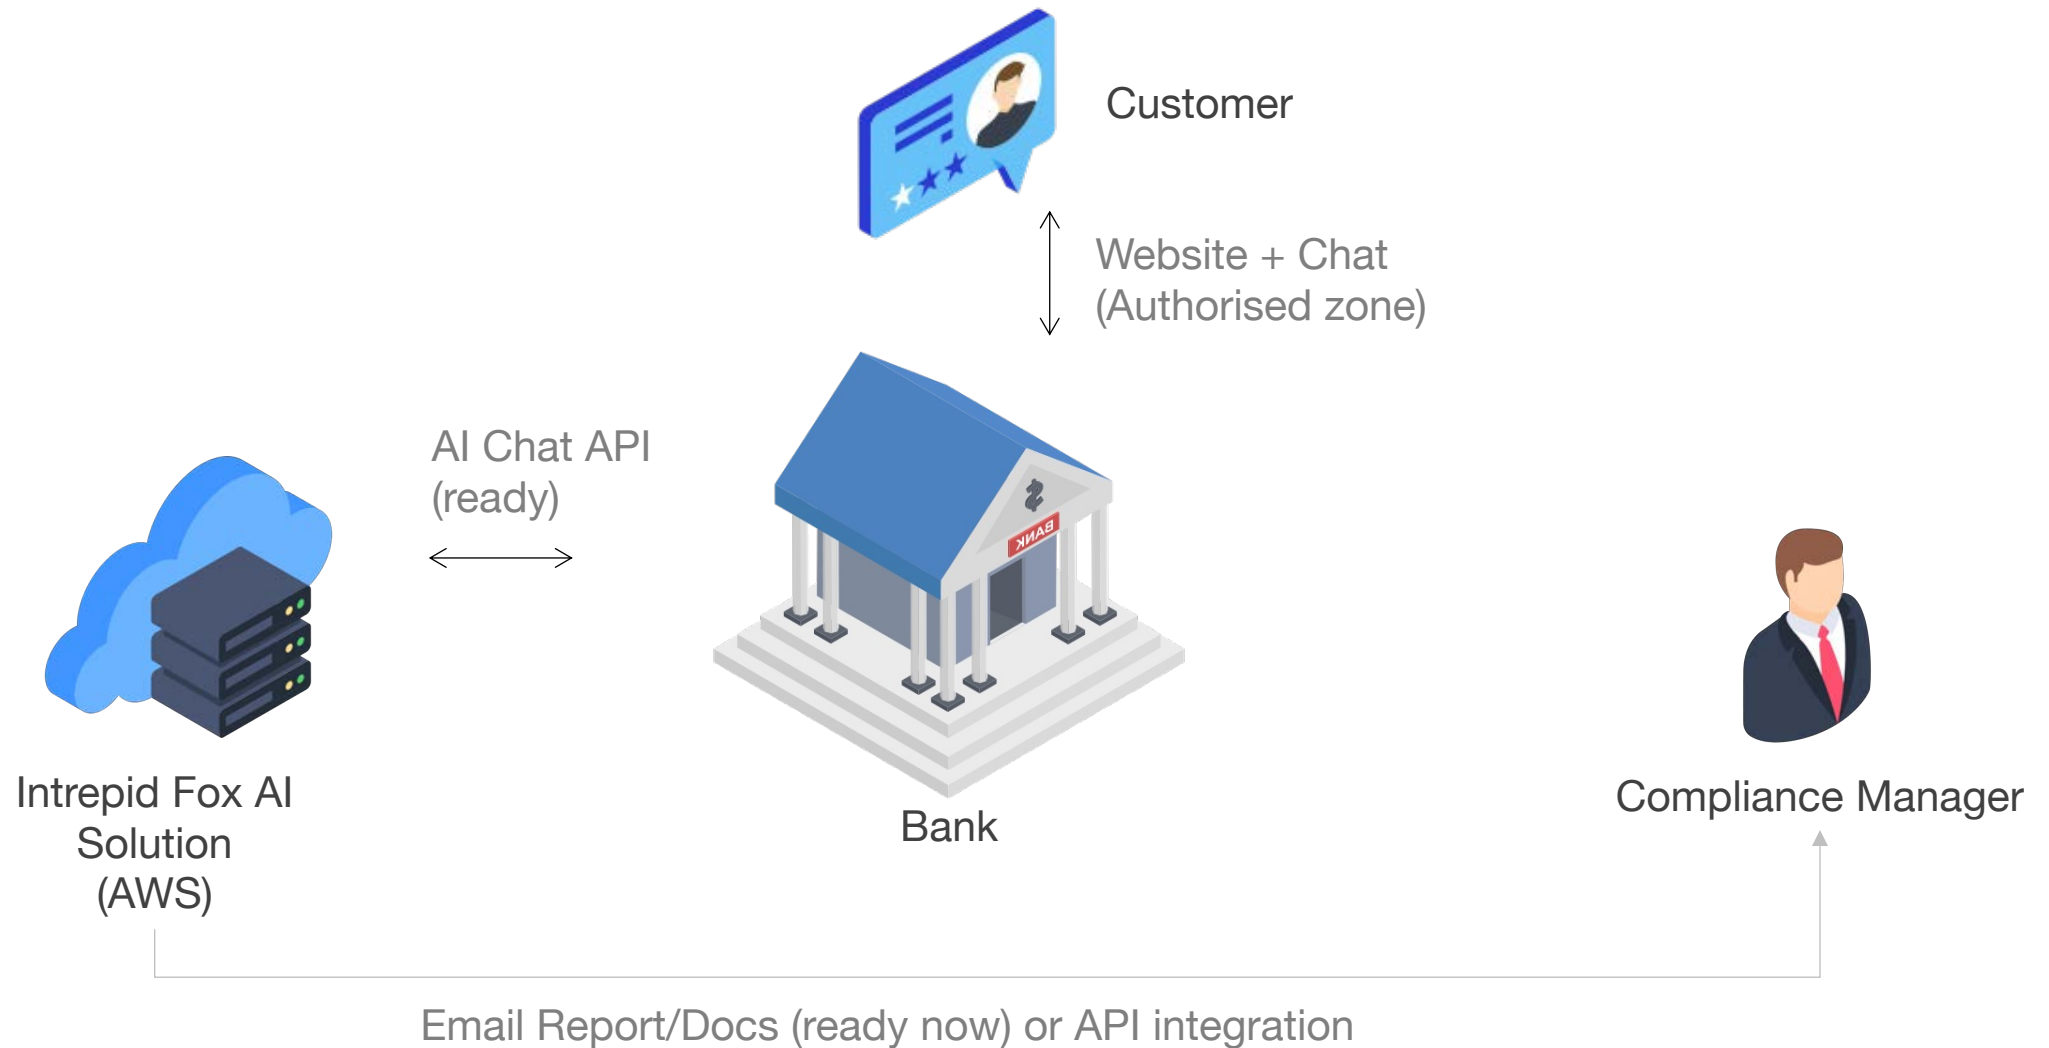 Customer
Website + Chat
(Authorised zone)
AI Chat API
(ready)
BANK
Intrepid Fox AI
Solution
(AWS)
Bank
Compliance Manager
Email Report/Docs (ready now) or API integration